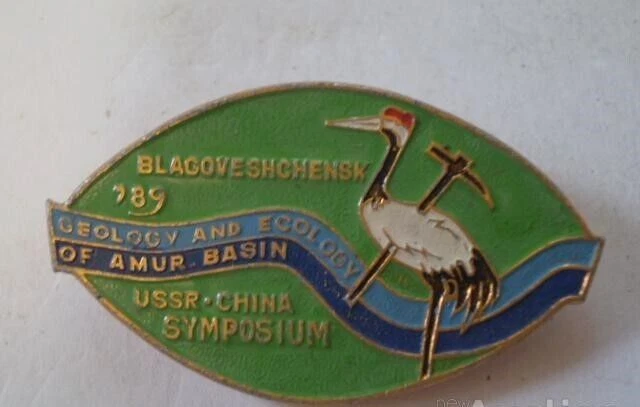 BLAGOVESHCHENSK
'89
GEOLOGY AND ECOLOGY
OF AMUR BASIN
USSR-CHINA
SYMPOSIUM